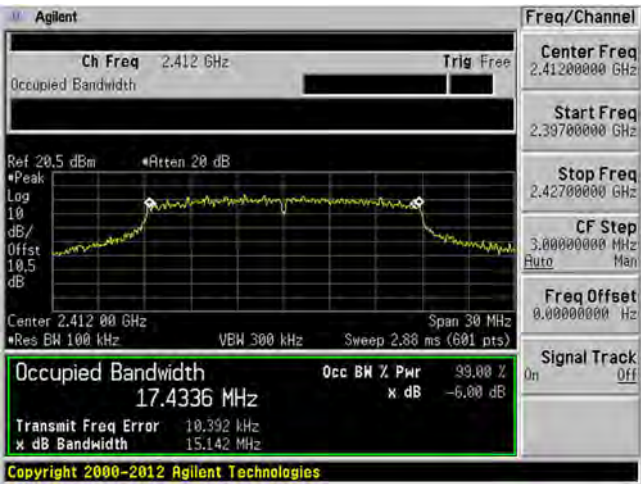 Agilent
Freq/Channel
Ch Freq 2.412 GHz Trig Free
Occupied Bandwidth
Center Freq
2.41200000 GHz
Start Freq
2.39700000 GHz
Stop Freq
2.42700000 GHz
CF Step
3.00000000 MHz
Auto Man
Freq Offset
0.00000000 Hz
Signal Track
On Off
Ref 20.5 dBm #Atten 20 dB
#Peak
Log
10
dB/
Offst
10.5
dB
Center 2.412 00 GHz Span 30 MHz
#Res BW 100 kHz VBW 300 kHz Sweep 2.88 ms (601 pts)
Occupied Bandwidth Occ BW % Pwr 99.00 %
17.4336 MHz x dB -6.00 dB
Transmit Freq Error 10.392 kHz
x dB Bandwidth 15.142 MHz
Copyright 2000-2012 Agilent Technologies